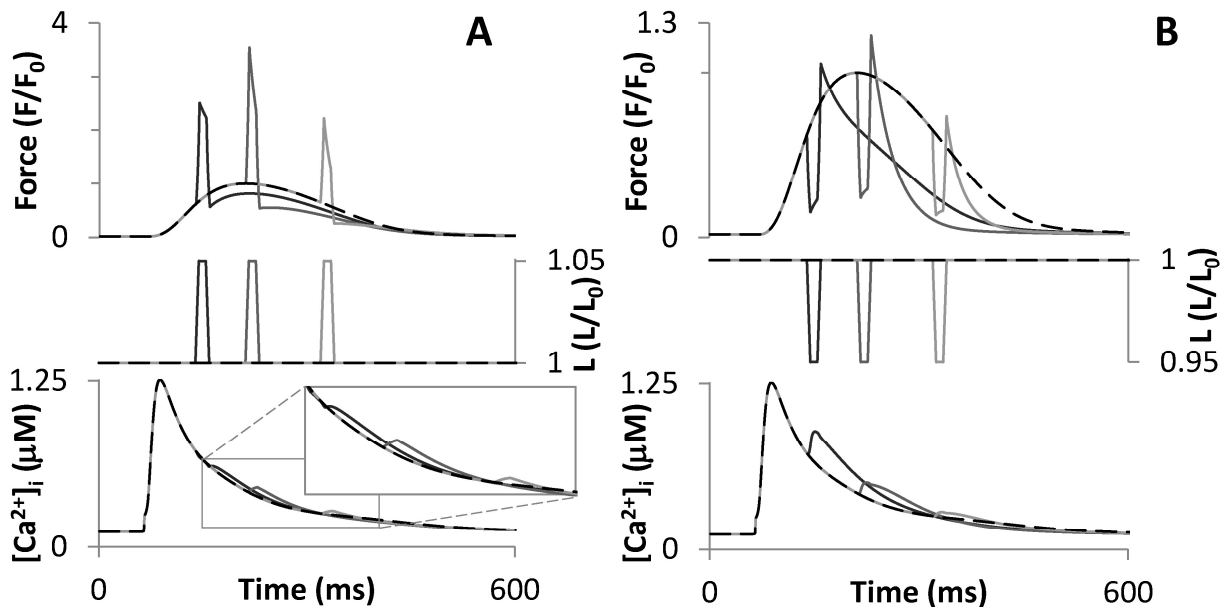 A
4
0
Force (F/F₀)
1.05
1
L (L/L₀)
1.25
0
[Ca²⁺]ᵢ (μM)
0
Time (ms)
600
B
1.3
0
Force (F/F₀)
1
0.95
L (L/L₀)
1.25
0
[Ca²⁺]ᵢ (μM)
0
Time (ms)
600